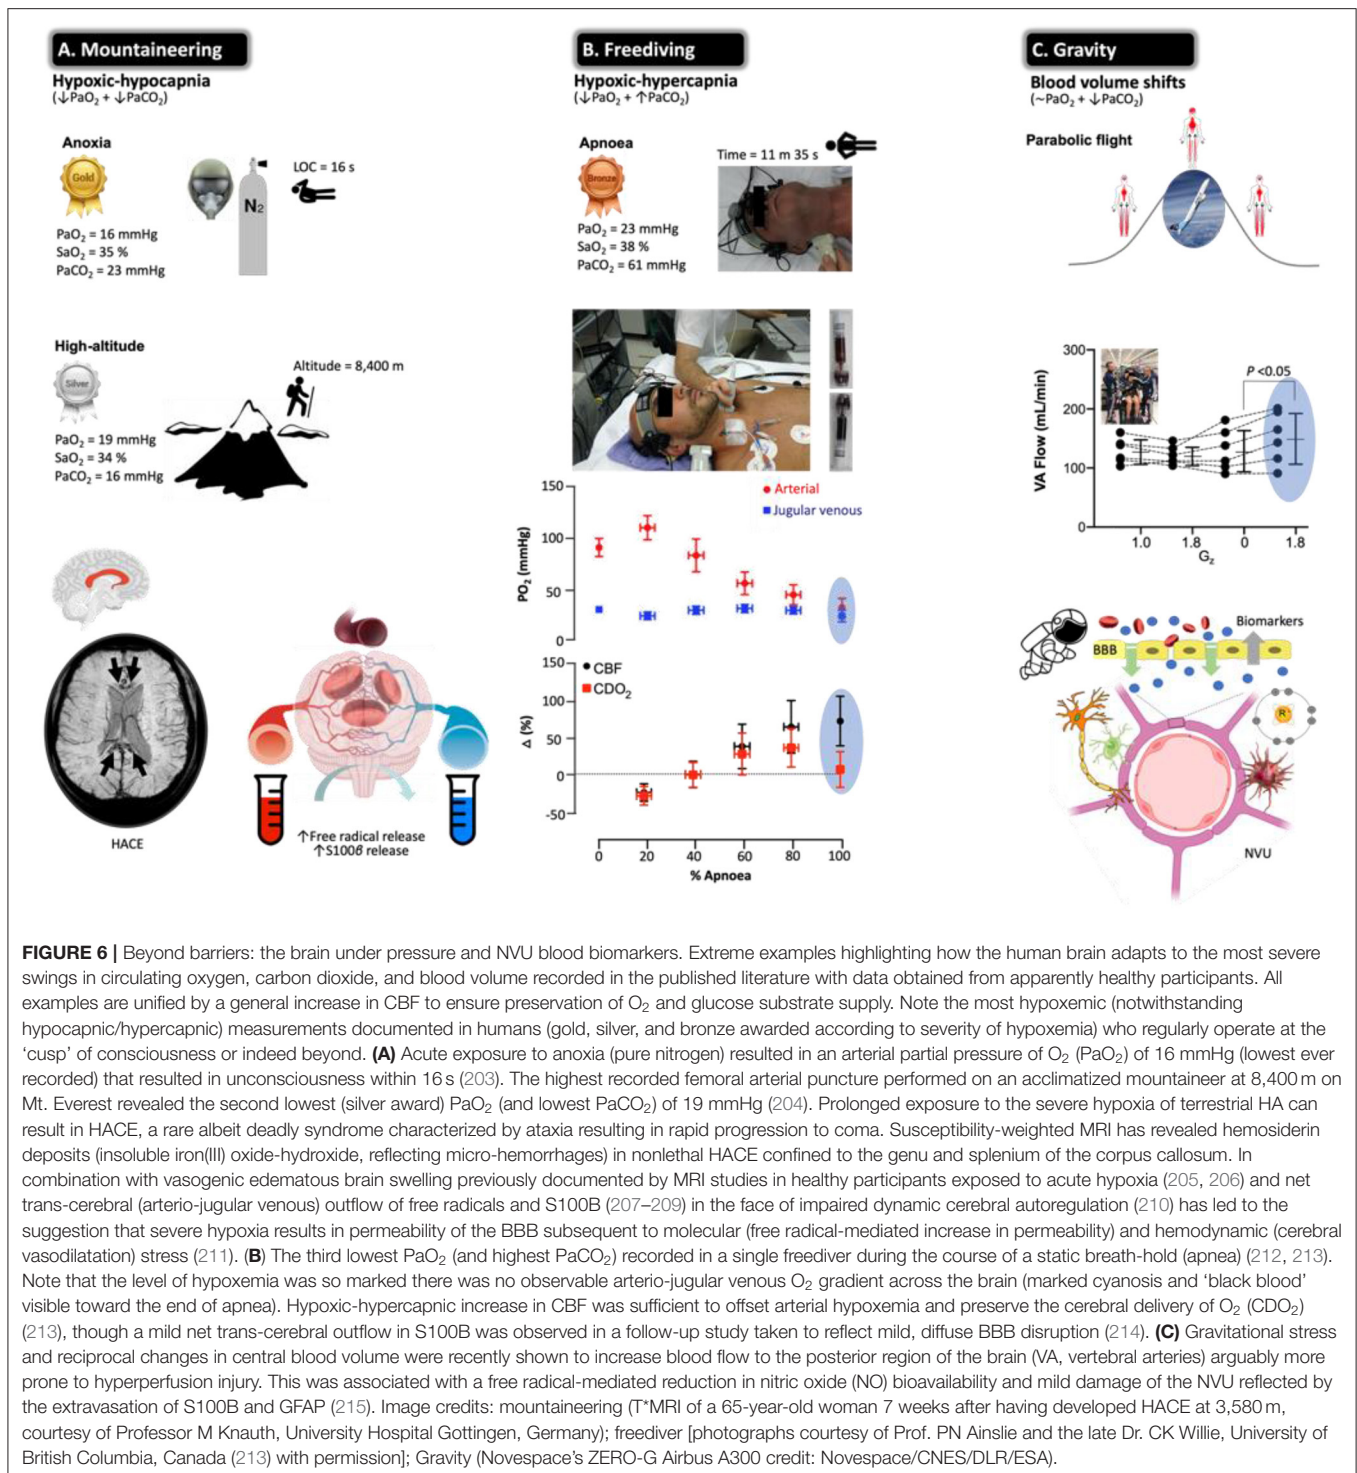 A. Mountaineering
Hypoxic-hypocapnia
(↓PaO₂ + ↓PaCO₂)
Anoxia
Gold
N₂
LOC = 16 s
PaO₂ = 16 mmHg
SaO₂ = 35 %
PaCO₂ = 23 mmHg
High-altitude
Silver
Altitude = 8,400 m
PaO₂ = 19 mmHg
SaO₂ = 34 %
PaCO₂ = 16 mmHg
HACE
↑Free radical release
↑S100β release
B. Freediving
Hypoxic-hypercapnia
(↓PaO₂ + ↑PaCO₂)
Apnoea
Bronze
Time = 11 m 35 s
PaO₂ = 23 mmHg
SaO₂ = 38 %
PaCO₂ = 61 mmHg
Arterial
Jugular venous
PO₂ (mmHg)
150
100
50
0
CBF
CDO₂
Δ (%)
150
100
50
0
-50
0 20 40 60 80 100
% Apnoea
C. Gravity
Blood volume shifts
(~PaO₂ + ↓PaCO₂)
Parabolic flight
VA Flow (mL/min)
300
200
100
0
P <0.05
1.0 1.8 0 1.8
G_z
Biomarkers
BBB
R
NVU
FIGURE 6 | Beyond barriers: the brain under pressure and NVU blood biomarkers. Extreme examples highlighting how the human brain adapts to the most severe
swings in circulating oxygen, carbon dioxide, and blood volume recorded in the published literature with data obtained from apparently healthy participants. All
examples are unified by a general increase in CBF to ensure preservation of O₂ and glucose substrate supply. Note the most hypoxemic (notwithstanding
hypocapnic/hypercapnic) measurements documented in humans (gold, silver, and bronze awarded according to severity of hypoxemia) who regularly operate at the
‘cusp’ of consciousness or indeed beyond. (A) Acute exposure to anoxia (pure nitrogen) resulted in an arterial partial pressure of O₂ (PaO₂) of 16 mmHg (lowest ever
recorded) that resulted in unconsciousness within 16 s (203). The highest recorded femoral arterial puncture performed on an acclimatized mountaineer at 8,400 m on
Mt. Everest revealed the second lowest (silver award) PaO₂ (and lowest PaCO₂) of 19 mmHg (204). Prolonged exposure to the severe hypoxia of terrestrial HA can
result in HACE, a rare albeit deadly syndrome characterized by ataxia resulting in rapid progression to coma. Susceptibility-weighted MRI has revealed hemosiderin
deposits (insoluble iron(III) oxide-hydroxide, reflecting micro-hemorrhages) in nonlethal HACE confined to the genu and splenium of the corpus callosum. In
combination with vasogenic edematous brain swelling previously documented by MRI studies in healthy participants exposed to acute hypoxia (205, 206) and net
trans-cerebral (arterio-jugular venous) outflow of free radicals and S100B (207–209) in the face of impaired dynamic cerebral autoregulation (210) has led to the
suggestion that severe hypoxia results in permeability of the BBB subsequent to molecular (free radical-mediated increase in permeability) and hemodynamic (cerebral
vasodilatation) stress (211). (B) The third lowest PaO₂ (and highest PaCO₂) recorded in a single freediver during the course of a static breath-hold (apnea) (212, 213).
Note that the level of hypoxemia was so marked there was no observable arterio-jugular venous O₂ gradient across the brain (marked cyanosis and ‘black blood’
visible toward the end of apnea). Hypoxic-hypercapnic increase in CBF was sufficient to offset arterial hypoxemia and preserve the cerebral delivery of O₂ (CDO₂)
(213), though a mild net trans-cerebral outflow in S100B was observed in a follow-up study taken to reflect mild, diffuse BBB disruption (214). (C) Gravitational stress
and reciprocal changes in central blood volume were recently shown to increase blood flow to the posterior region of the brain (VA, vertebral arteries) arguably more
prone to hyperperfusion injury. This was associated with a free radical-mediated reduction in nitric oxide (NO) bioavailability and mild damage of the NVU reflected by
the extravasation of S100B and GFAP (215). Image credits: mountaineering (T*MRI of a 65-year-old woman 7 weeks after having developed HACE at 3,580 m,
courtesy of Professor M Knauth, University Hospital Gottingen, Germany); freediver [photographs courtesy of Prof. PN Ainslie and the late Dr. CK Willie, University of
British Columbia, Canada (213) with permission]; Gravity (Novespace’s ZERO-G Airbus A300 credit: Novespace/CNES/DLR/ESA).